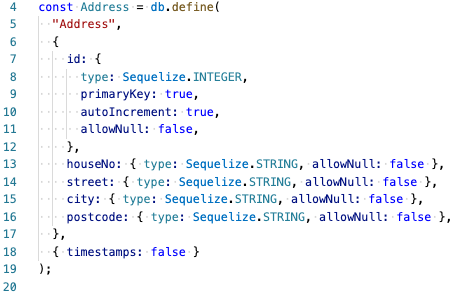 4 const Address = db.define(
5 "Address",
6 {
7 id: {
8 type: Sequelize.INTEGER,
9 primaryKey: true,
10 autoIncrement: true,
11 allowNull: false,
12 },
13 houseNo: { type: Sequelize.STRING, allowNull: false },
14 street: { type: Sequelize.STRING, allowNull: false },
15 city: { type: Sequelize.STRING, allowNull: false },
16 postcode: { type: Sequelize.STRING, allowNull: false },
17 },
18 { timestamps: false }
19 );
20